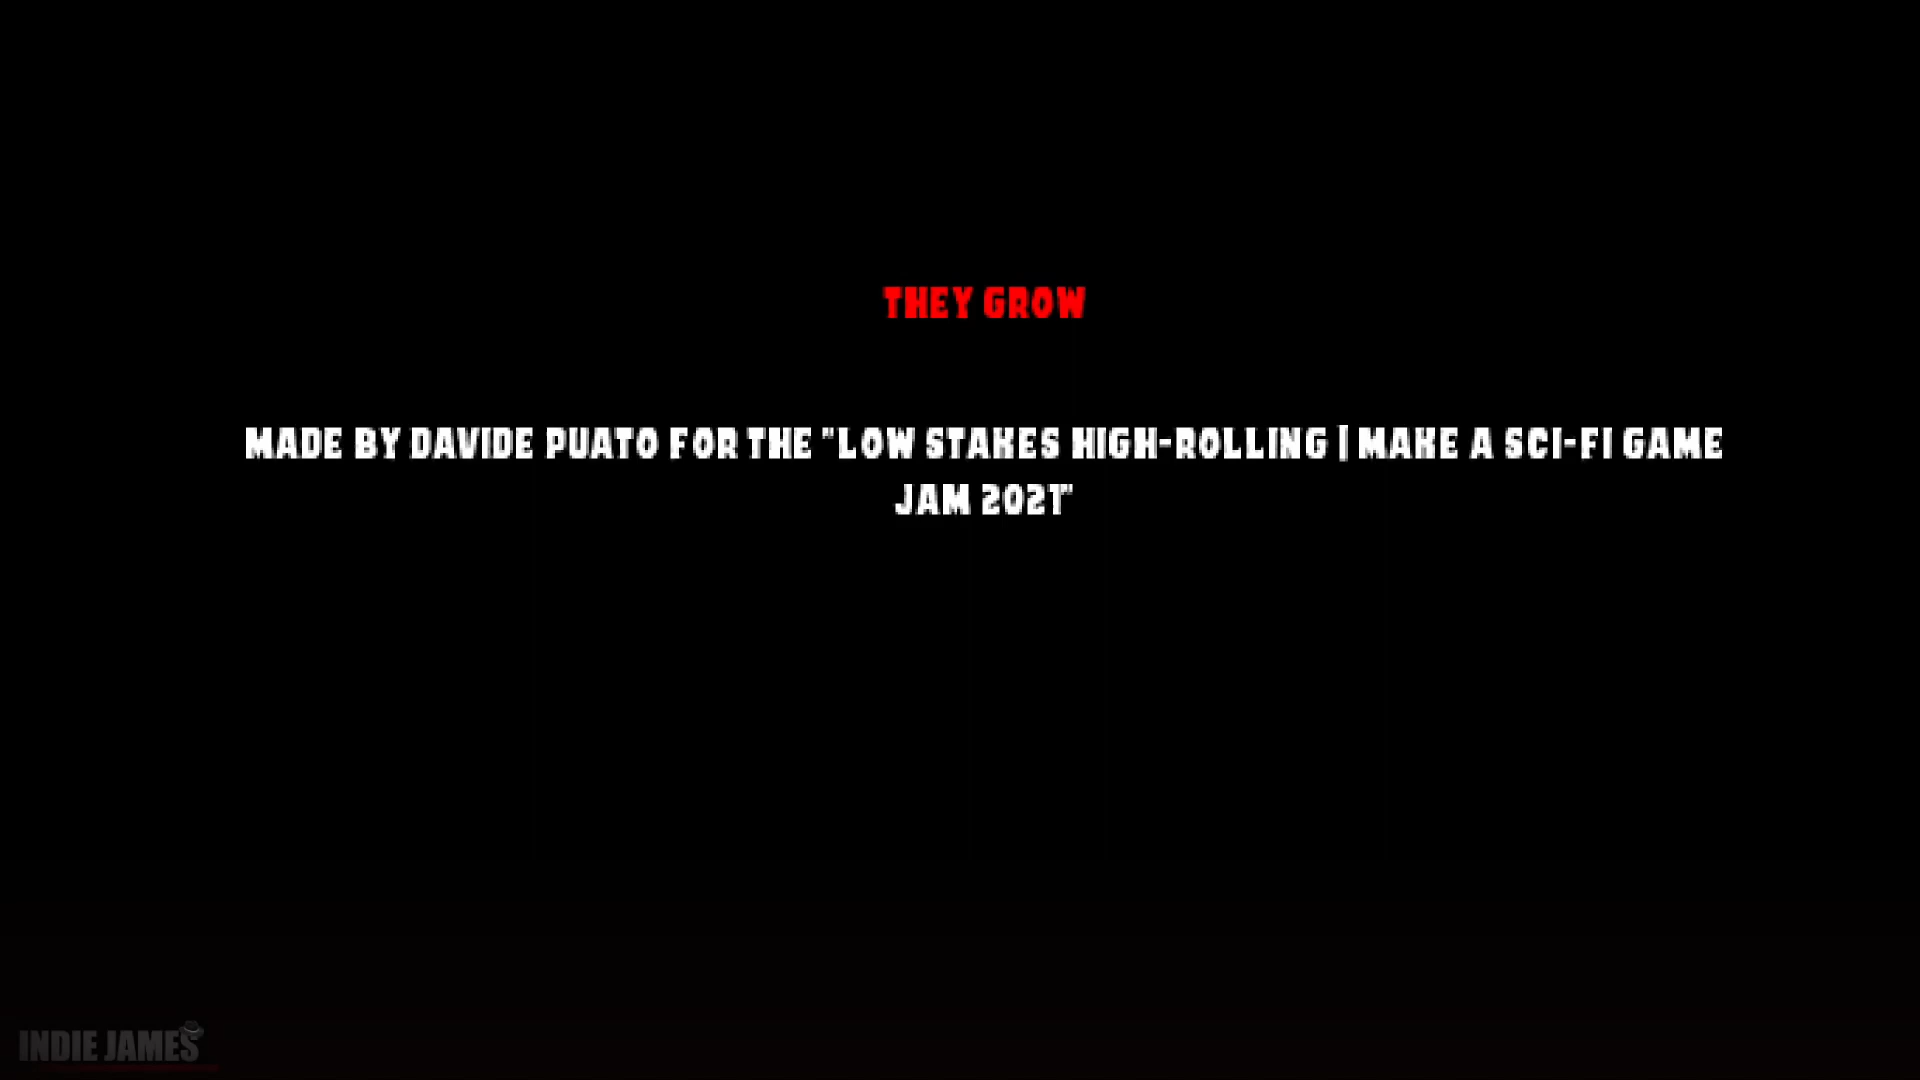 THEY GROW
MADE BY DAVIDE PUATO FOR THE "LOW STAKES HIGH-ROLLING | MAKE A SCI-FI GAME
JAM 2021"
INDIE JAMES